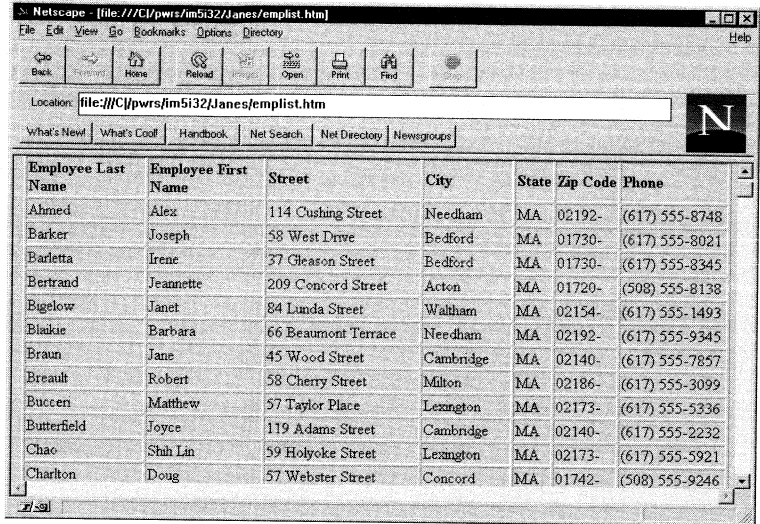 Netscape - [file:///C|/pwrs/im5i32/Janes/emplist.htm]
File Edit View Go Bookmarks Options Directory Help
Back Forward Home Reload Images Open Print Find Stop
Location: file:///C|/pwrs/im5i32/Janes/emplist.htm
N
What's New! What's Cool! Handbook Net Search Net Directory Newsgroups
Employee Last Name Employee First Name Street City State Zip Code Phone
Ahmed Alex 114 Cushing Street Needham MA 02192- (617) 555-8748
Barker Joseph 58 West Drive Bedford MA 01730- (617) 555-8021
Barletta Irene 37 Gleason Street Bedford MA 01730- (617) 555-8345
Bertrand Jeannette 209 Concord Street Acton MA 01720- (508) 555-8138
Bigelow Janet 84 Lunda Street Waltham MA 02154- (617) 555-1493
Blaikie Barbara 66 Beaumont Terrace Needham MA 02192- (617) 555-9345
Braun Jane 45 Wood Street Cambridge MA 02140- (617) 555-7857
Breault Robert 58 Cherry Street Milton MA 02186- (617) 555-3099
Bucceri Matthew 57 Taylor Place Lexington MA 02173- (617) 555-5336
Butterfield Joyce 119 Adams Street Cambridge MA 02140- (617) 555-2232
Chao Shih Lin 59 Holyoke Street Lexington MA 02173- (617) 555-5921
Charlton Doug 57 Webster Street Concord MA 01742- (508) 555-9246